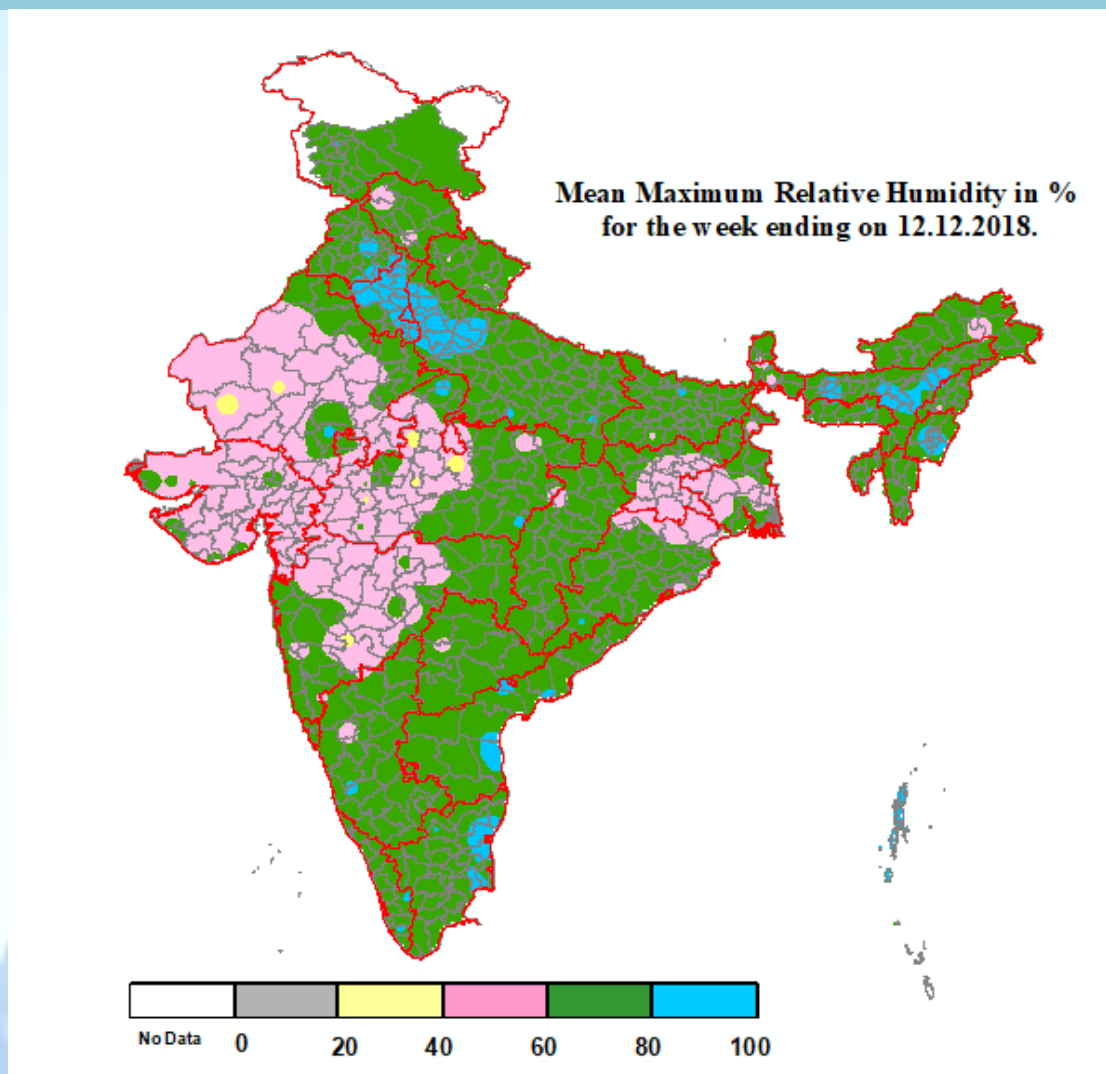 Mean Maximum Relative Humidity in %
for the week ending on 12.12.2018.
No Data 0 20 40 60 80 100